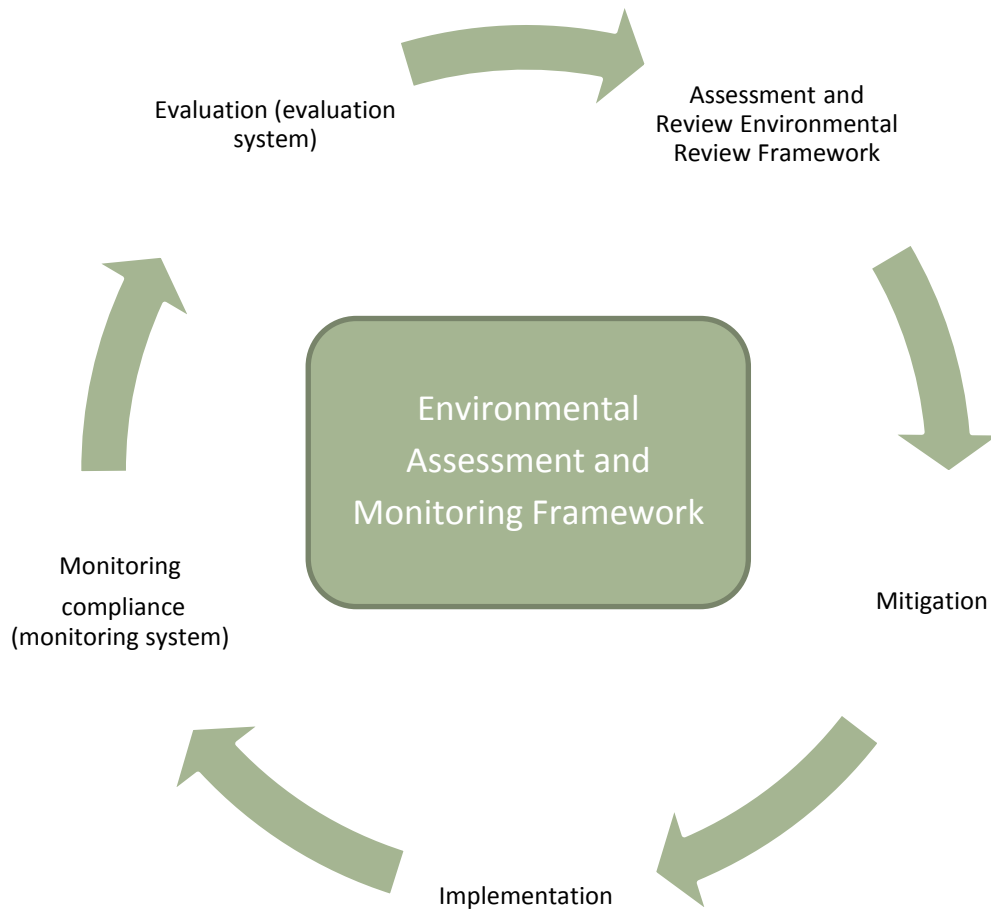 Evaluation (evaluation
system)
Assessment and
Review Environmental
Review Framework
Environmental
Assessment and
Monitoring Framework
Monitoring
compliance
(monitoring system)
Mitigation
Implementation